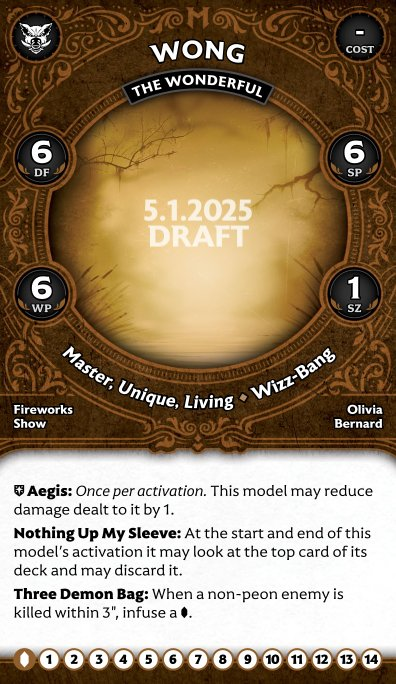 M
WONG
-
COST
THE WONDERFUL
6
DF
6
SP
5.1.2025
DRAFT
6
WP
1
SZ
Master, Unique, Living ♦ Wizz-Bang
Fireworks
Show
Olivia
Bernard
Aegis: Once per activation. This model may reduce
damage dealt to it by 1.
Nothing Up My Sleeve: At the start and end of this
model's activation it may look at the top card of its
deck and may discard it.
Three Demon Bag: When a non-peon enemy is
killed within 3", infuse a .
1 2 3 4 5 6 7 8 9 10 11 12 13 14